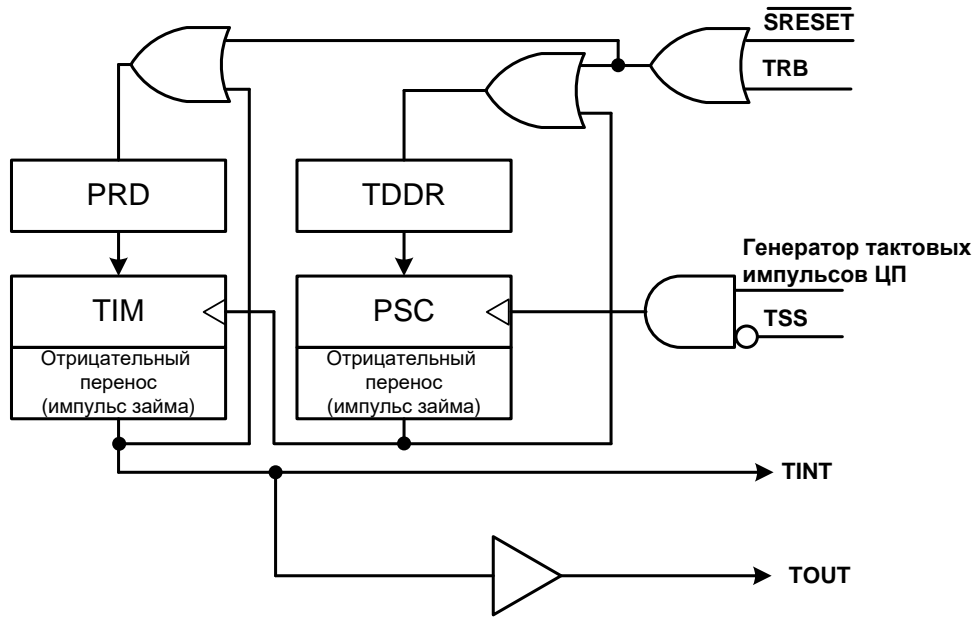 SRESET
TRB
PRD
TDDR
Генератор тактовых
импульсов ЦП
TIM
PSC
TSS
Отрицательный
перенос
(импульс займа)
Отрицательный
перенос
(импульс займа)
TINT
TOUT